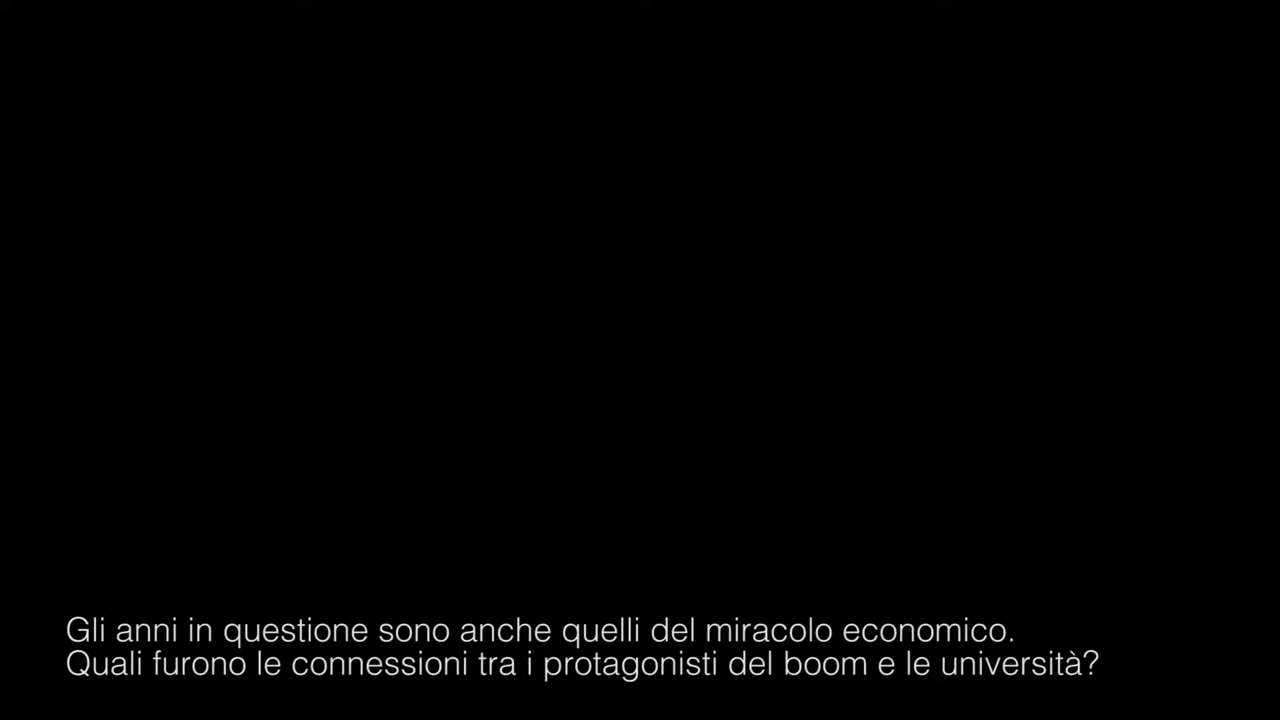 Gli anni in questione sono anche quelli del miracolo economico.
Quali furono le connessioni tra i protagonisti del boom e le università?